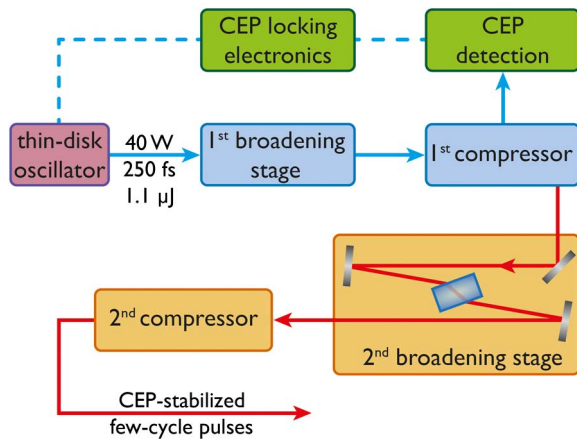 CEP locking
electronics
CEP
detection
thin-disk
oscillator
40 W
250 fs
1.1 µJ
1st broadening
stage
1st compressor
2nd compressor
2nd broadening stage
CEP-stabilized
few-cycle pulses